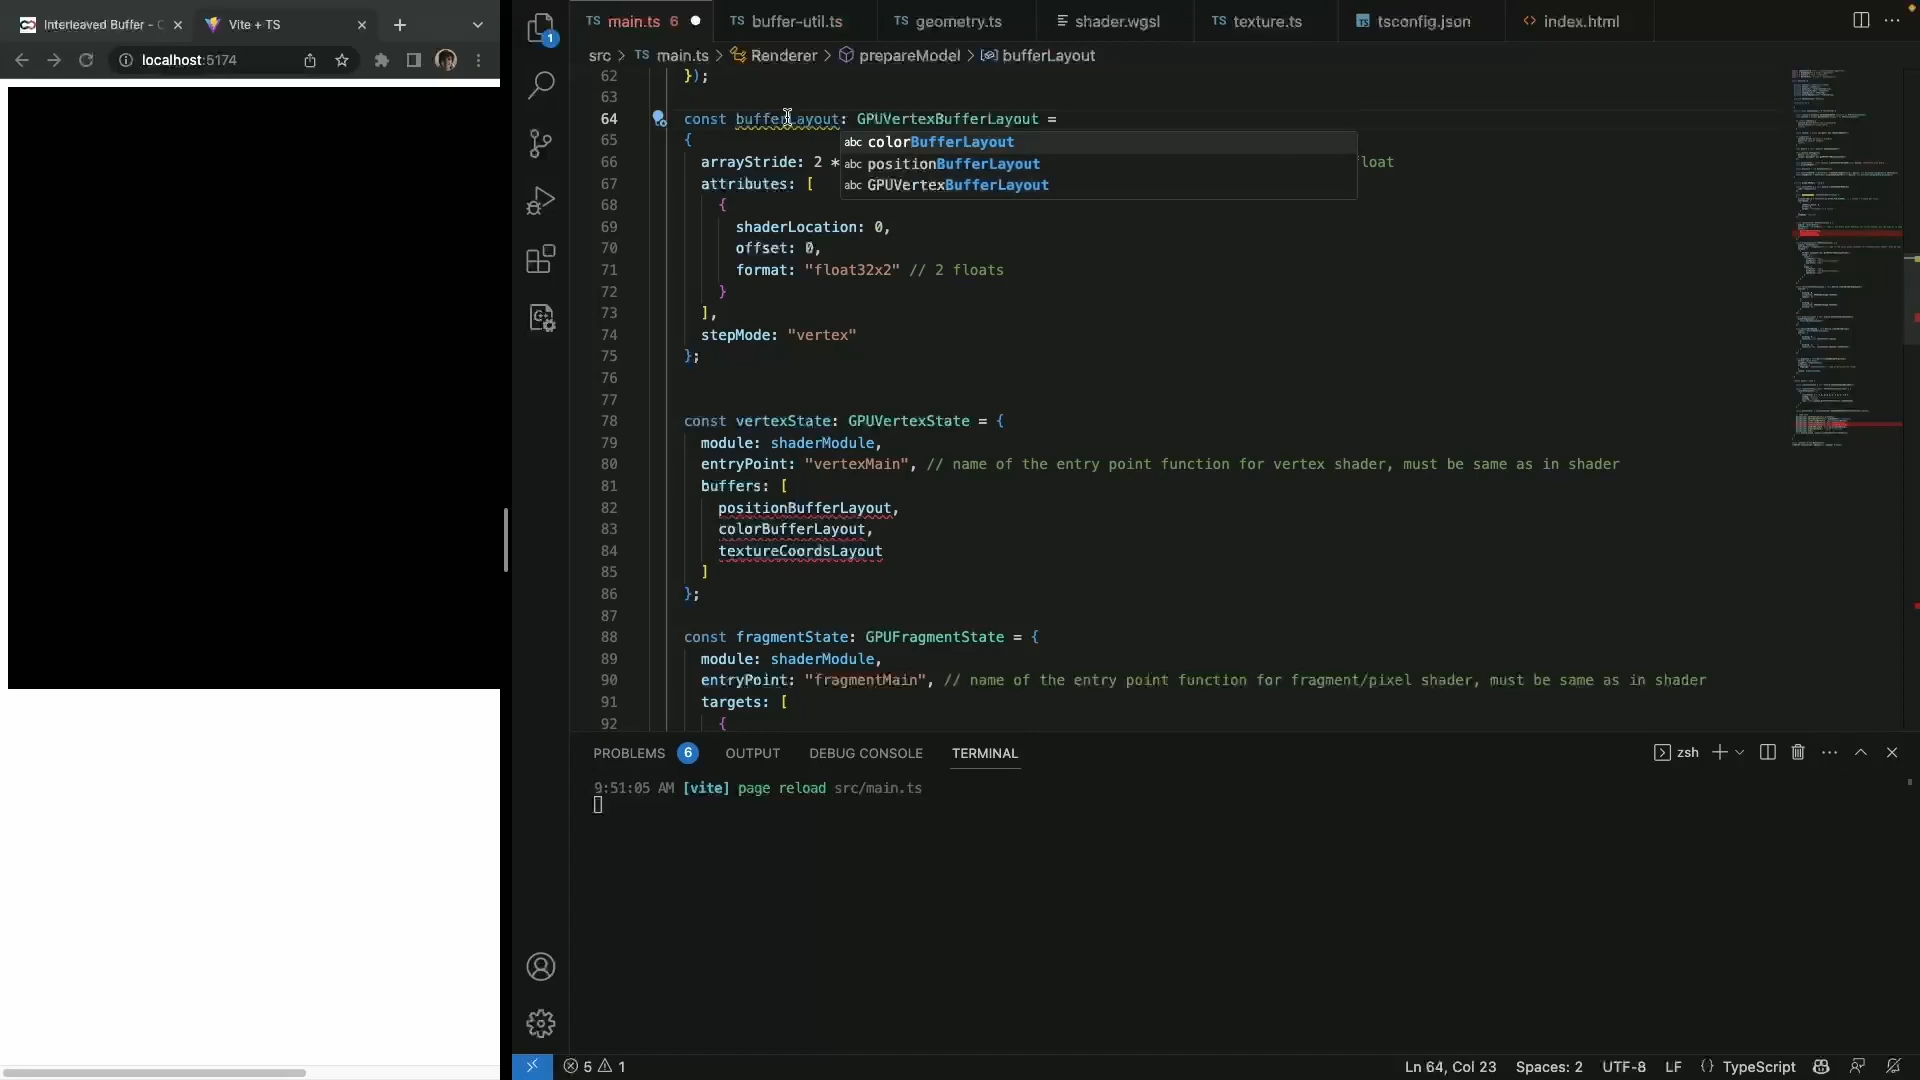 Interleaved Buffer - C
Vite + TS
localhost:5174
1
TS main.ts 6
TS buffer-util.ts
TS geometry.ts
shader.wgsl
TS texture.ts
TS tsconfig.json
<> index.html
src > TS main.ts > Renderer > prepareModel > bufferLayout
62 });
63
64 const bufferLayout: GPUVertexBufferLayout =
65 {
abc colorBufferLayout
66 arrayStride: 2 * float
abc positionBufferLayout
67 attributes: [
abc GPUVertexBufferLayout
68 {
69 shaderLocation: 0,
70 offset: 0,
71 format: "float32x2" // 2 floats
72 }
73 ],
74 stepMode: "vertex"
75 };
76
77
78 const vertexState: GPUVertexState = {
79 module: shaderModule,
80 entryPoint: "vertexMain", // name of the entry point function for vertex shader, must be same as in shader
81 buffers: [
82 positionBufferLayout,
83 colorBufferLayout,
84 textureCoordsLayout
85 ]
86 };
87
88 const fragmentState: GPUFragmentState = {
89 module: shaderModule,
90 entryPoint: "fragmentMain", // name of the entry point function for fragment/pixel shader, must be same as in shader
91 targets: [
92 {
PROBLEMS 6 OUTPUT DEBUG CONSOLE TERMINAL
zsh
9:51:05 AM [vite] page reload src/main.ts
5 1
Ln 64, Col 23 Spaces: 2 UTF-8 LF {} TypeScript